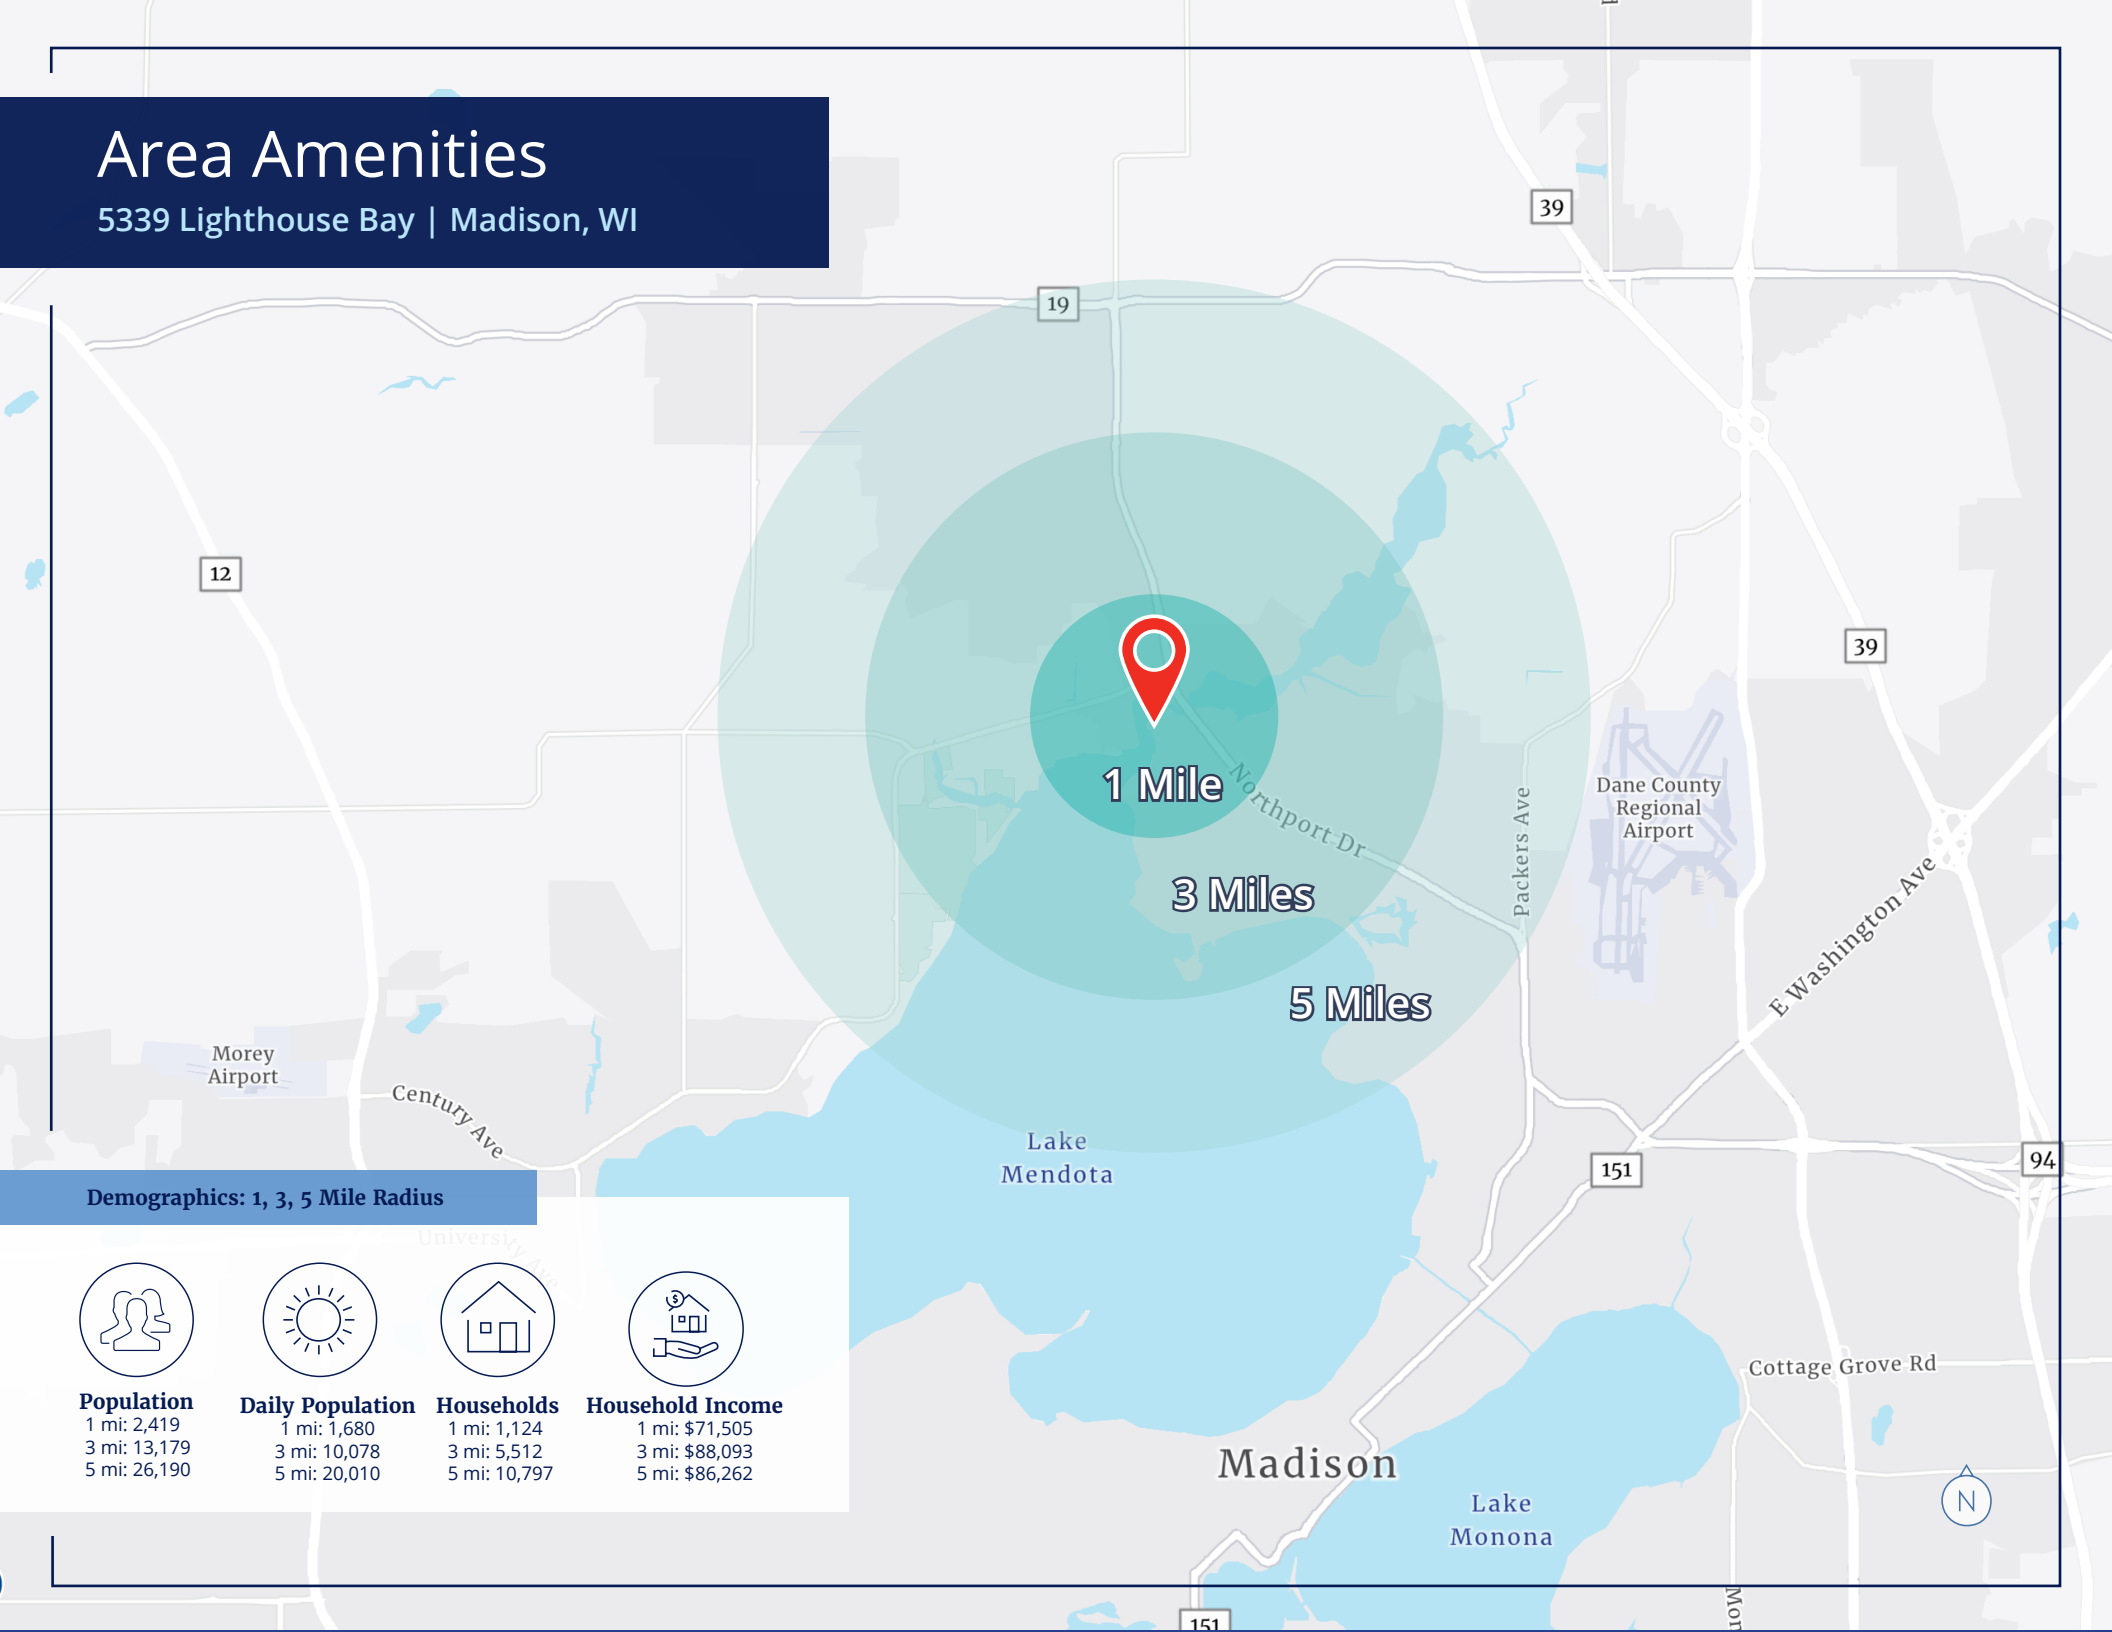 Area Amenities
5339 Lighthouse Bay | Madison, WI
39
19
12
39
1 Mile
Northport Dr
Packers Ave
Dane County
Regional
Airport
3 Miles
E Washington Ave
5 Miles
Morey
Airport
Century Ave
Lake
Mendota
151
94
Demographics: 1, 3, 5 Mile Radius
Population
1 mi: 2,419
3 mi: 13,179
5 mi: 26,190
Daily Population
1 mi: 1,680
3 mi: 10,078
5 mi: 20,010
Households
1 mi: 1,124
3 mi: 5,512
5 mi: 10,797
Household Income
1 mi: $71,505
3 mi: $88,093
5 mi: $86,262
Cottage Grove Rd
Madison
Lake
Monona
N
151